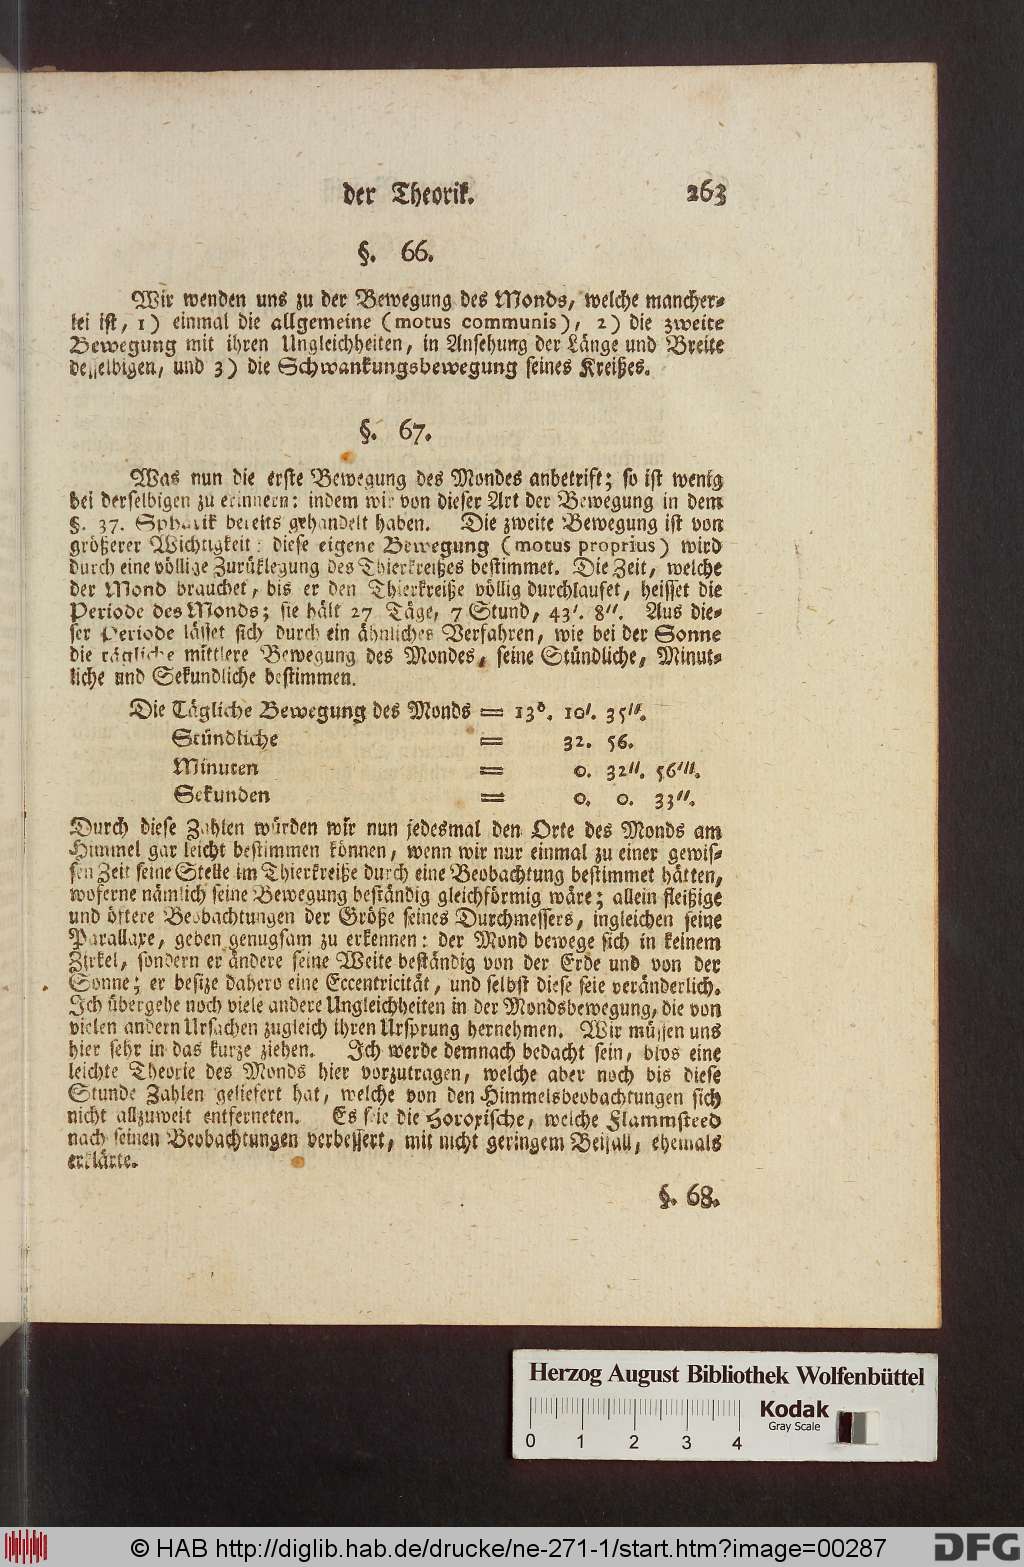 der Theorik. 263
§. 66.
Wir wenden uns zu der Bewegung des Monds, welche mancher-
lei ist, 1) einmal die allgemeine (motus communis), 2) die zweite
Bewegung mit ihren Ungleichheiten, in Ansehung der Länge und Breite
desselbigen, und 3) die Schwankungsbewegung seines Kreißes.
§. 67.
Was nun die erste Bewegung des Mondes anbetrift; so ist wenig
bei derselbigen zu erinnern: indem wir von dieser Art der Bewegung in dem
§. 37. Sphärik bereits gehandelt haben. Die zweite Bewegung ist von
größerer Wichtigkeit: diese eigene Bewegung (motus proprius) wird
durch eine völlige Zurüklegung des Thierkreißes bestimmet. Die Zeit, welche
der Mond brauchet, bis er den Thierkreiße völlig durchlaufet, heisset die
Periode des Monds; sie hält 27 Täge, 7 Stund, 43′. 8″. Aus die-
ser Periode lässet sich durch ein ähnliches Verfahren, wie bei der Sonne
die tägliche mittlere Bewegung des Mondes, seine Stündliche, Minut-
liche und Sekundliche bestimmen.
Die Tägliche Bewegung des Monds = 13°. 10′. 35″.
Stündliche = 32. 56.
Minuten = 0. 32″. 56‴.
Sekunden = 0. 0. 33″.
Durch diese Zahlen würden wir nun jedesmal den Orte des Monds am
Himmel gar leicht bestimmen können, wenn wir nur einmal zu einer gewis-
sen Zeit seine Stelle im Thierkreiße durch eine Beobachtung bestimmet hätten,
woferne nämlich seine Bewegung beständig gleichförmig wäre; allein fleißige
und öftere Beobachtungen der Größe seines Durchmessers, ingleichen seine
Parallaxe, geben genugsam zu erkennen: der Mond bewege sich in keinem
Zirkel, sondern er ändere seine Weite beständig von der Erde und von der
Sonne; er besize dahero eine Eccentricität, und selbst diese seie veränderlich.
Ich übergehe noch viele andere Ungleichheiten in der Mondsbewegung, die von
vielen andern Ursachen zugleich ihren Ursprung hernehmen. Wir müssen uns
hier sehr in das kurze ziehen. Ich werde demnach bedacht sein, blos eine
leichte Theorie des Monds hier vorzutragen, welche aber noch bis diese
Stunde Zahlen geliefert hat, welche von den Himmelsbeobachtungen sich
nicht allzuweit entferneten. Es seie die Horoxische, welche Flammsteed
nach seinen Beobachtungen verbessert, mit nicht geringem Beifall, ehemals
erklärte.
§. 68.
Herzog August Bibliothek Wolfenbüttel
Kodak
Gray Scale
0 1 2 3 4
© HAB http://diglib.hab.de/drucke/ne-271-1/start.htm?image=00287
DFG